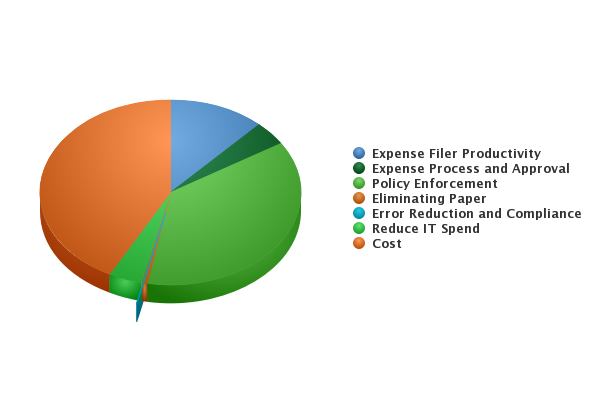 Expense Filer Productivity
Expense Process and Approval
Policy Enforcement
Eliminating Paper
Error Reduction and Compliance
Reduce IT Spend
Cost